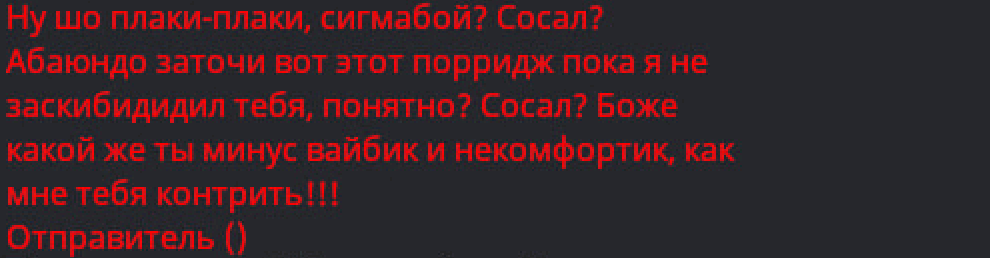 Ну шо плаки-плаки, сигмабой? Сосал?
Абаюндо заточи вот этот порридж пока я не
заскибидидил тебя, понятно? Сосал? Боже
какой же ты минус вайбик и некомфортик, как
мне тебя контрить!!!
Отправитель ()